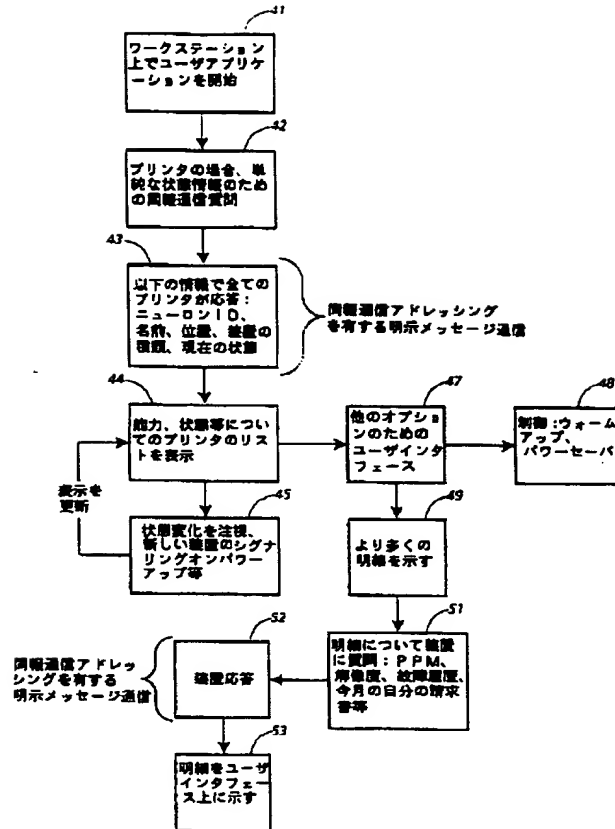 41
ワークステーション
上でユーザアプリケ
ーションを開始
42
プリンタの場合、単
純な状態情報のため
の同報通信質問
43
以下の情報で全ての
プリンタが応答:
ニューロンID、
名前、位置、装置の
種類、現在の状態
同報通信アドレッシング
を有する明示メッセージ通信
44
能力、状態等につい
てのプリンタのリス
トを表示
47
他のオプション
のための
ユーザインタ
フェース
48
制御:ウォーム
アップ、
パワーセーバ
表示を
更新
45
状態変化を注視、
新しい装置のシグナ
リングオンパワー
アップ等
49
より多くの
明細を示す
51
明細について装置
に質問:PPM、
解像度、故障履歴、
今月の自分の請求
書等
52
装置応答
同報通信アドレッ
シングを有する
明示メッセージ通信
53
明細をユーザ
インタフェー
ス上に示す